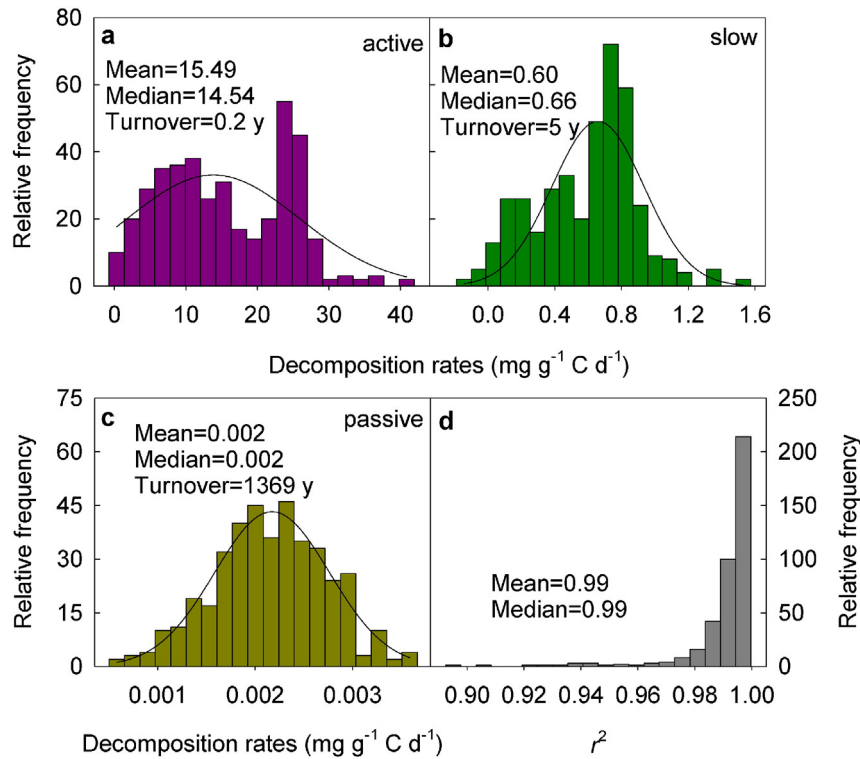 80
60
40
20
0
Relative frequency
a
active
Mean=15.49
Median=14.54
Turnover=0.2 y
0 10 20 30 40
b
slow
Mean=0.60
Median=0.66
Turnover=5 y
0.0 0.4 0.8 1.2 1.6
Decomposition rates (mg g⁻¹ C d⁻¹)
75
60
45
30
15
0
Relative frequency
c
passive
Mean=0.002
Median=0.002
Turnover=1369 y
0.001 0.002 0.003
Decomposition rates (mg g⁻¹ C d⁻¹)
d
Mean=0.99
Median=0.99
0.90 0.92 0.94 0.96 0.98 1.00
r²
250
200
150
100
50
0
Relative frequency